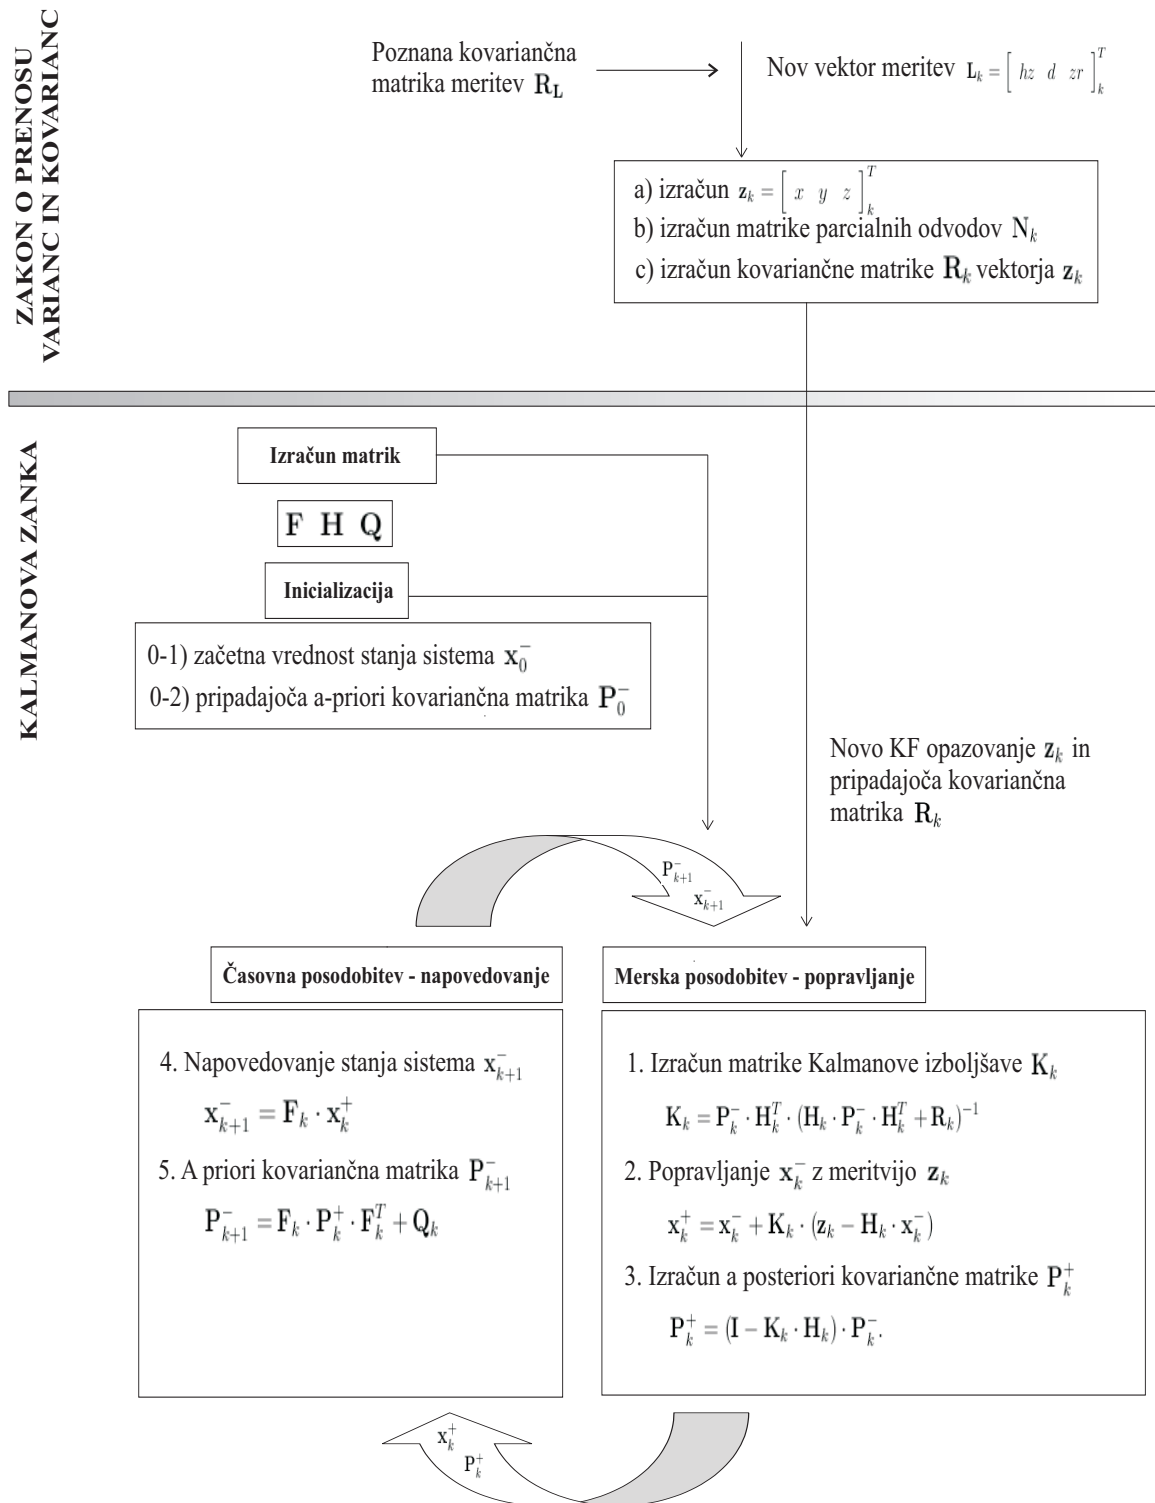 ZAKON O PRENOSU
VARIANC IN KOVARIANC
Poznana kovariančna
matrika meritev R_L
Nov vektor meritev L_k = [ hz d zr ]_k^T
a) izračun z_k = [ x y z ]_k^T
b) izračun matrike parcialnih odvodov N_k
c) izračun kovariančne matrike R_k vektorja z_k
KALMANOVA ZANKA
Izračun matrik
F H Q
Inicializacija
0-1) začetna vrednost stanja sistema x_0^-
0-2) pripadajoča a-priori kovariančna matrika P_0^-
Novo KF opazovanje z_k in
pripadajoča kovariančna
matrika R_k
P_{k+1}^-
x_{k+1}^-
Časovna posodobitev - napovedovanje
4. Napovedovanje stanja sistema x_{k+1}^-
x_{k+1}^- = F_k · x_k^+
5. A priori kovariančna matrika P_{k+1}^-
P_{k+1}^- = F_k · P_k^+ · F_k^T + Q_k
Merska posodobitev - popravljanje
1. Izračun matrike Kalmanove izboljšave K_k
K_k = P_k^- · H_k^T · (H_k · P_k^- · H_k^T + R_k)^{-1}
2. Popravljanje x_k^- z meritvijo z_k
x_k^+ = x_k^- + K_k · (z_k − H_k · x_k^-)
3. Izračun a posteriori kovariančne matrike P_k^+
P_k^+ = (I − K_k · H_k) · P_k^-.
x_k^+
P_k^+